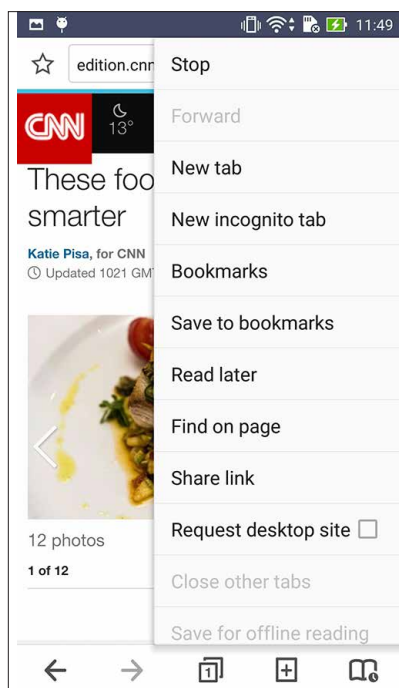 11:49
edition.cnn
Stop
Forward
New tab
New incognito tab
Bookmarks
Save to bookmarks
Read later
Find on page
Share link
Request desktop site
Close other tabs
Save for offline reading
CNN
13°
These foo
smarter
Katie Pisa, for CNN
Updated 1021 GM
12 photos
1 of 12
1